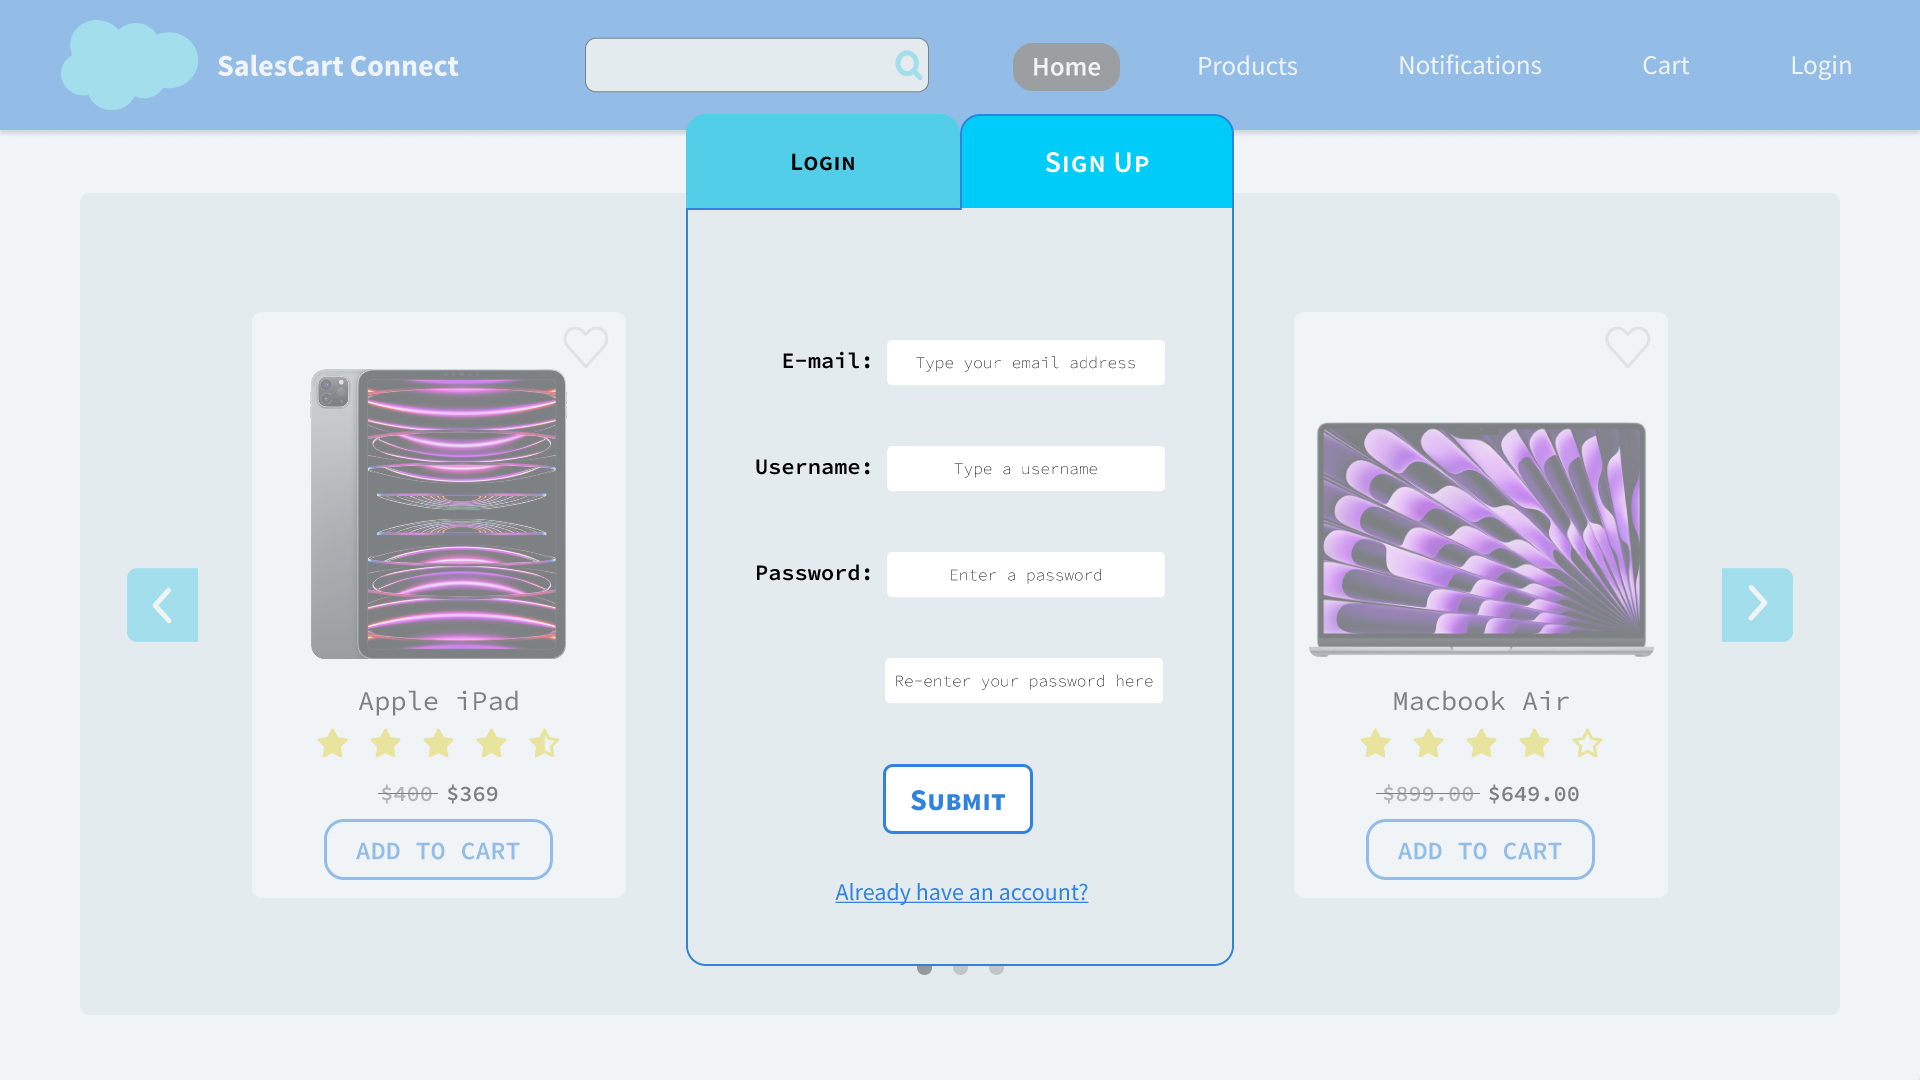 SalesCart Connect
Home
Products
Notifications
Cart
Login
Login
Sign Up
E-mail:
Type your email address
Username:
Type a username
Password:
Enter a password
Re-enter your password here
Submit
Already have an account?
Apple iPad
$400 $369
ADD TO CART
Macbook Air
$899.00 $649.00
ADD TO CART